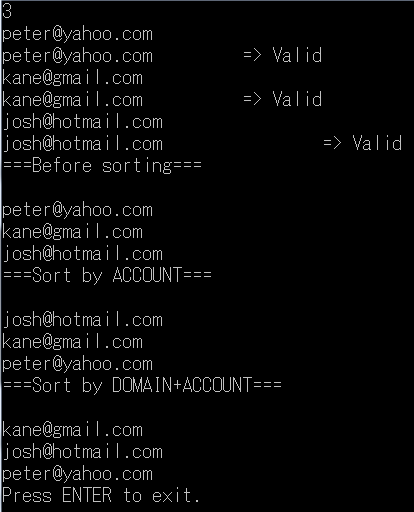 3
peter@yahoo.com
peter@yahoo.com          => Valid
kane@gmail.com
kane@gmail.com          => Valid
josh@hotmail.com
josh@hotmail.com                => Valid
===Before sorting===
peter@yahoo.com
kane@gmail.com
josh@hotmail.com
===Sort by ACCOUNT===
josh@hotmail.com
kane@gmail.com
peter@yahoo.com
===Sort by DOMAIN+ACCOUNT===
kane@gmail.com
josh@hotmail.com
peter@yahoo.com
Press ENTER to exit.